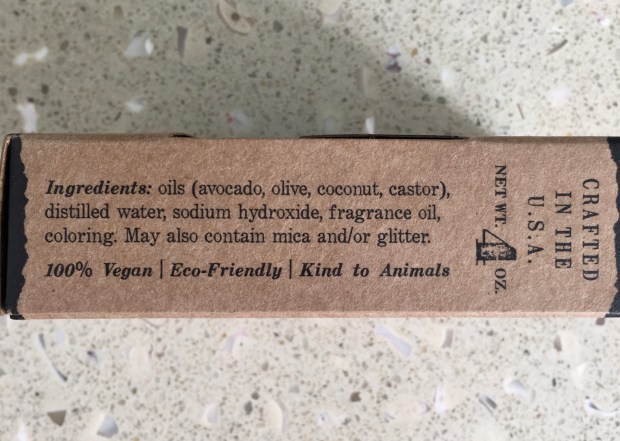 Ingredients: oils (avocado, olive, coconut, castor),
distilled water, sodium hydroxide, fragrance oil,
coloring. May also contain mica and/or glitter.
100% Vegan | Eco-Friendly | Kind to Animals
CRAFTED
IN THE
U.S.A.
NET WT. 4 OZ.